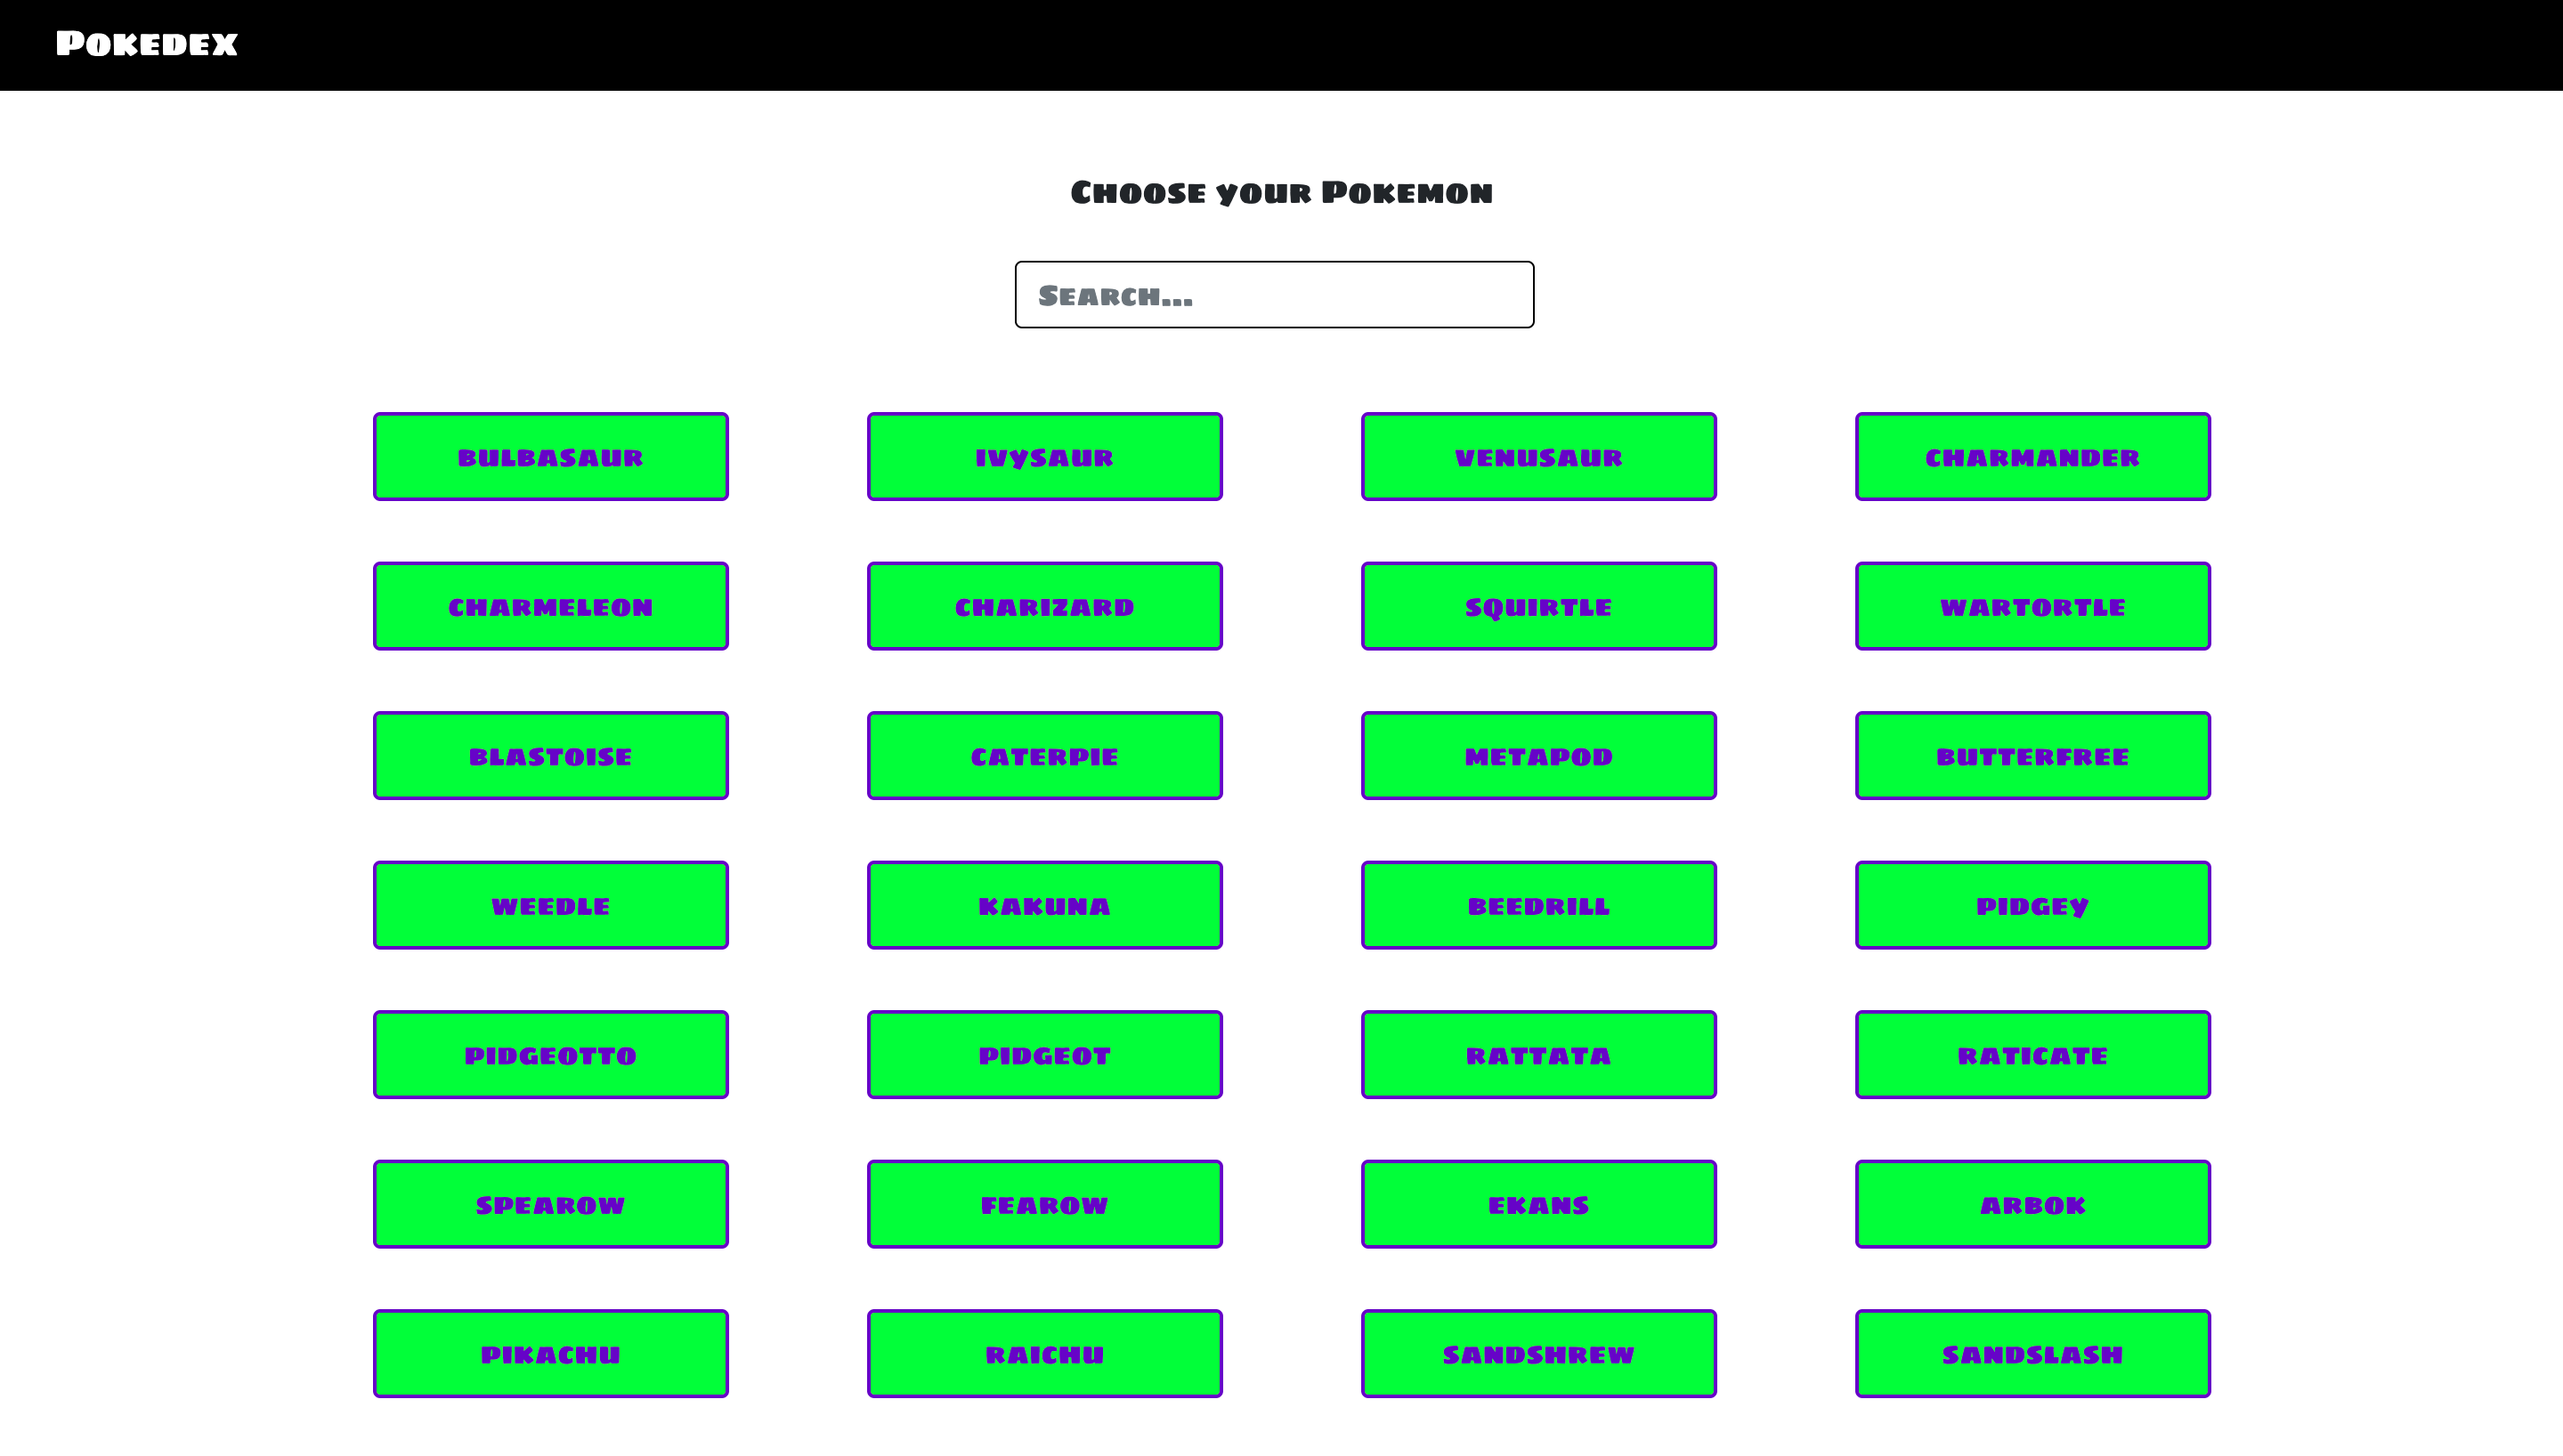 Pokedex
Choose your Pokemon
Search...
BULBASAUR IVYSAUR VENUSAUR CHARMANDER
CHARMELEON CHARIZARD SQUIRTLE WARTORTLE
BLASTOISE CATERPIE METAPOD BUTTERFREE
WEEDLE KAKUNA BEEDRILL PIDGEY
PIDGEOTTO PIDGEOT RATTATA RATICATE
SPEAROW FEAROW EKANS ARBOK
PIKACHU RAICHU SANDSHREW SANDSLASH